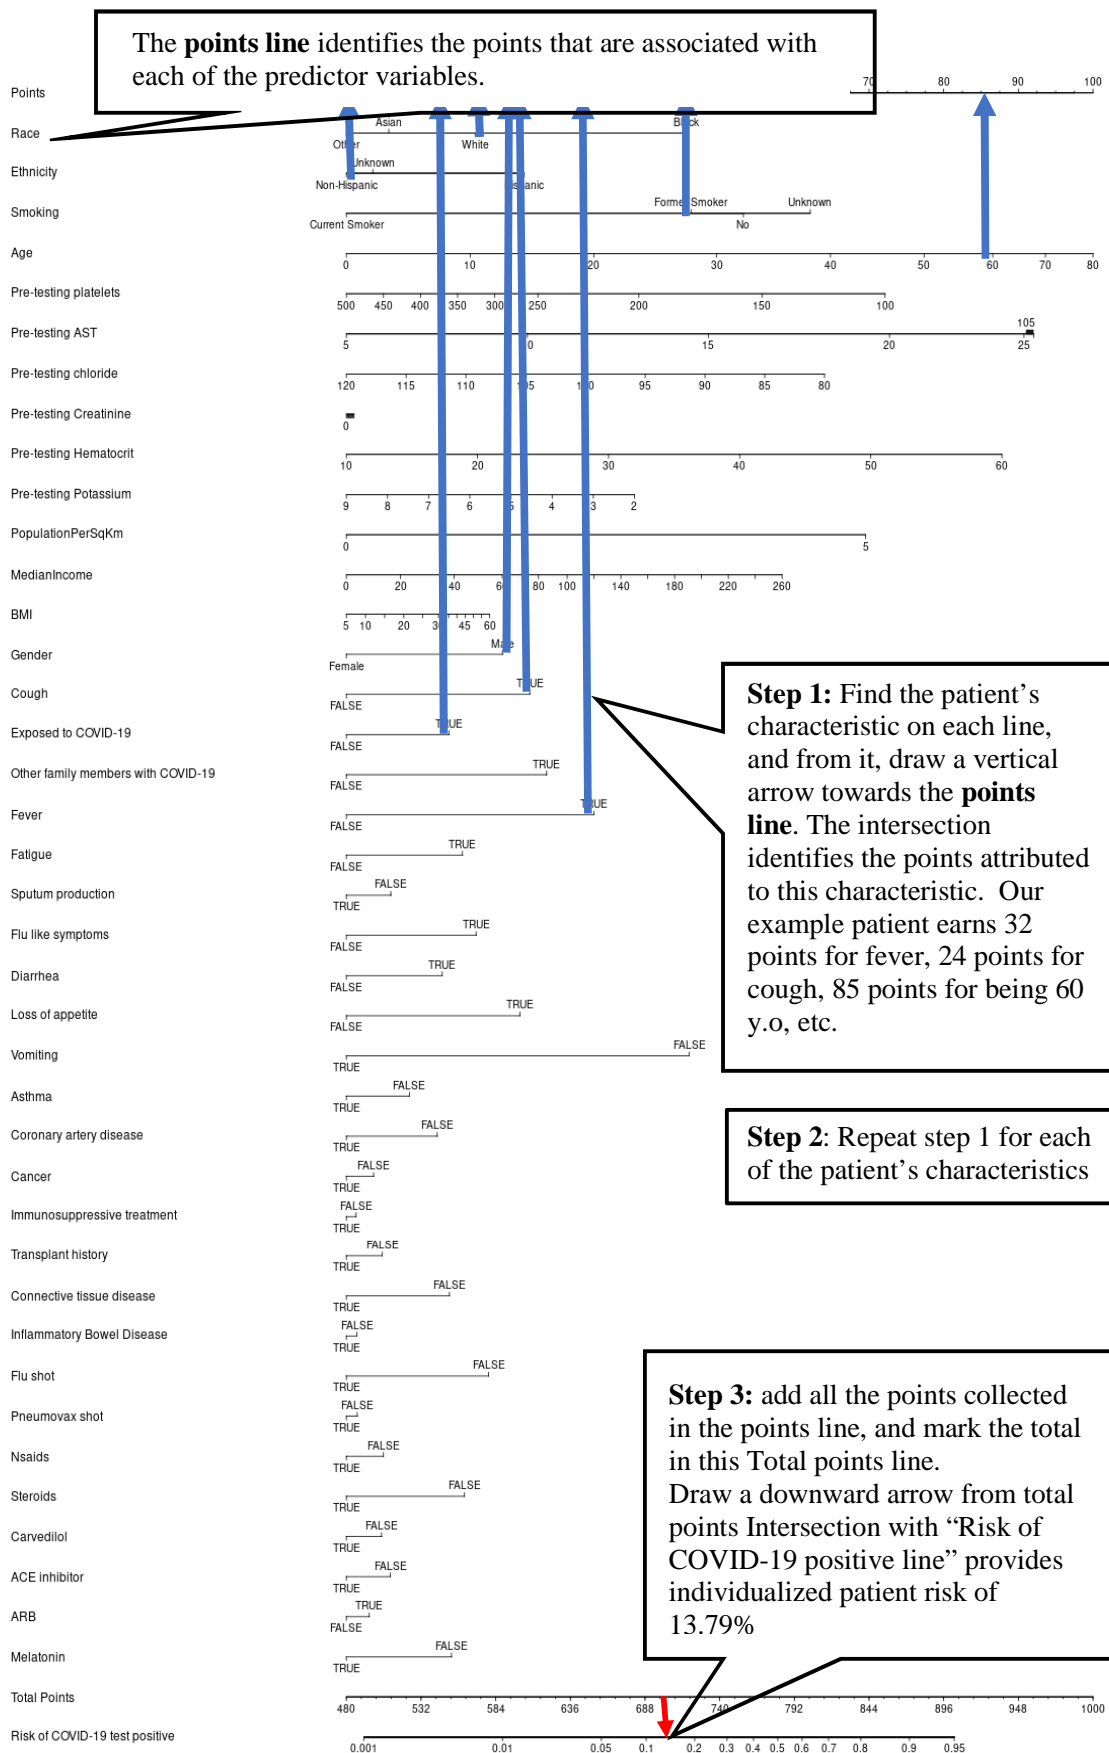 The points line identifies the points that are associated with
each of the predictor variables.
Points
70 80 90 100
Race
Asian
Other White
Ethnicity
Unknown
Non-Hispanic
Smoking
Former Smoker Unknown
Current Smoker No
Age
0 10 20 30 40 50 60 70 80
Pre-testing platelets
500 450 400 350 300 250 200 150 100
Pre-testing AST
105
5 15 20 25
Pre-testing chloride
120 115 110 95 90 85 80
Pre-testing Creatinine
0
Pre-testing Hematocrit
10 20 30 40 50 60
Pre-testing Potassium
9 8 7 6 5 4 3 2
PopulationPerSqKm
0 5
MedianIncome
0 20 40 80 100 140 180 220 260
BMI
5 10 20 45 60
Gender
Female
Cough
TRUE
FALSE
Exposed to COVID-19
TRUE
FALSE
Other family members with COVID-19
TRUE
FALSE
Fever
TRUE
FALSE
Fatigue
TRUE
FALSE
Sputum production
FALSE
TRUE
Flu like symptoms
TRUE
FALSE
Diarrhea
TRUE
FALSE
Loss of appetite
TRUE
FALSE
Vomiting
FALSE
TRUE
Asthma
FALSE
TRUE
Coronary artery disease
FALSE
TRUE
Cancer
FALSE
TRUE
Immunosuppressive treatment
FALSE
TRUE
Transplant history
FALSE
TRUE
Connective tissue disease
FALSE
TRUE
Inflammatory Bowel Disease
FALSE
TRUE
Flu shot
FALSE
TRUE
Pneumovax shot
FALSE
TRUE
Nsaids
FALSE
TRUE
Steroids
FALSE
TRUE
Carvedilol
FALSE
TRUE
ACE inhibitor
FALSE
TRUE
ARB
TRUE
FALSE
Melatonin
FALSE
TRUE
Total Points
480 532 584 636 688 740 792 844 896 948 1000
Risk of COVID-19 test positive
0.001 0.01 0.05 0.1 0.2 0.3 0.4 0.5 0.6 0.7 0.8 0.9 0.95
Step 1: Find the patient's
characteristic on each line,
and from it, draw a vertical
arrow towards the points
line. The intersection
identifies the points attributed
to this characteristic. Our
example patient earns 32
points for fever, 24 points for
cough, 85 points for being 60
y.o, etc.
Step 2: Repeat step 1 for each
of the patient's characteristics
Step 3: add all the points collected
in the points line, and mark the total
in this Total points line.
Draw a downward arrow from total
points Intersection with “Risk of
COVID-19 positive line” provides
individualized patient risk of
13.79%